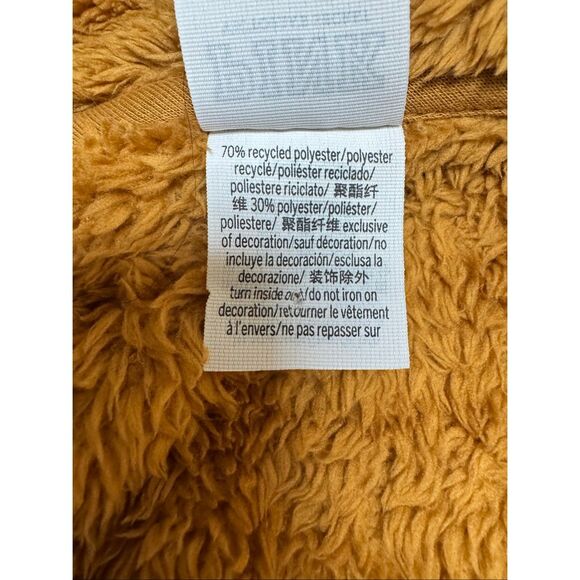 70% recycled polyester/polyester
recyclé/poliéster reciclado/
poliestere riciclato/ 聚酯纤
维 30% polyester/poliéster/
poliestere/ 聚酯纤维 exclusive
of decoration/sauf décoration/no
incluye la decoración/esclusa la
decorazione/ 装饰除外
turn inside out/do not iron on
decoration/retourner le vêtement
à l'envers/ne pas repasser sur